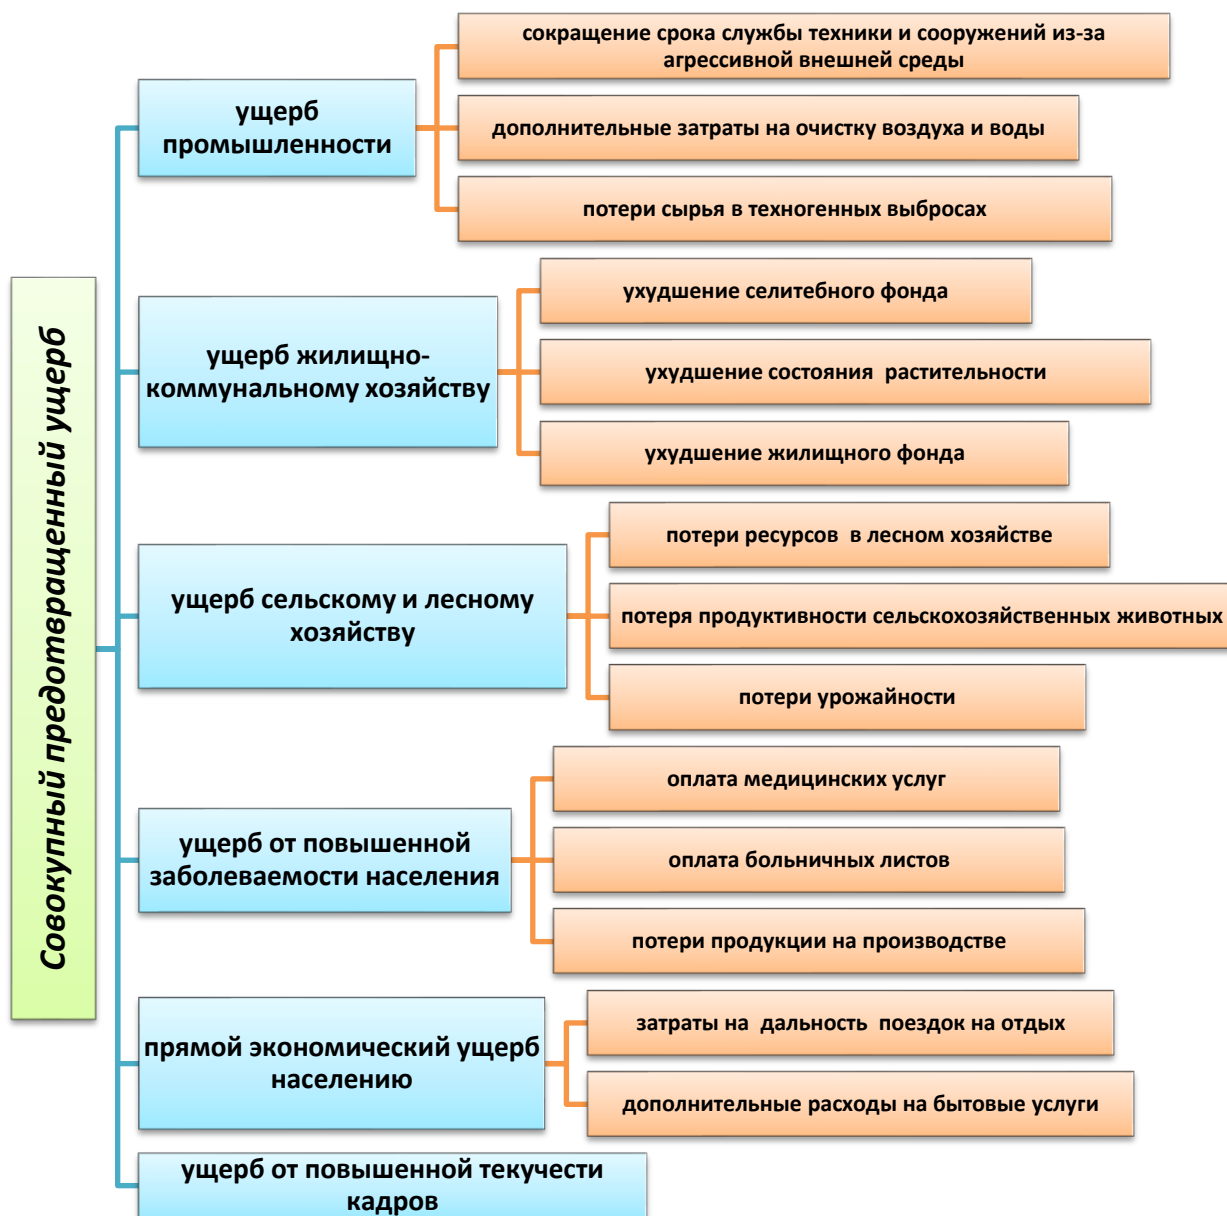 Совокупный предотвращенный ущерб
ущерб
промышленности
сокращение срока службы техники и сооружений из-за
агрессивной внешней среды
дополнительные затраты на очистку воздуха и воды
потери сырья в техногенных выбросах
ущерб жилищно-
коммунальному хозяйству
ухудшение селитебного фонда
ухудшение состояния растительности
ухудшение жилищного фонда
ущерб сельскому и лесному
хозяйству
потери ресурсов в лесном хозяйстве
потеря продуктивности сельскохозяйственных животных
потери урожайности
ущерб от повышенной
заболеваемости населения
оплата медицинских услуг
оплата больничных листов
потери продукции на производстве
прямой экономический ущерб
населению
затраты на дальность поездок на отдых
дополнительные расходы на бытовые услуги
ущерб от повышенной текучести
кадров